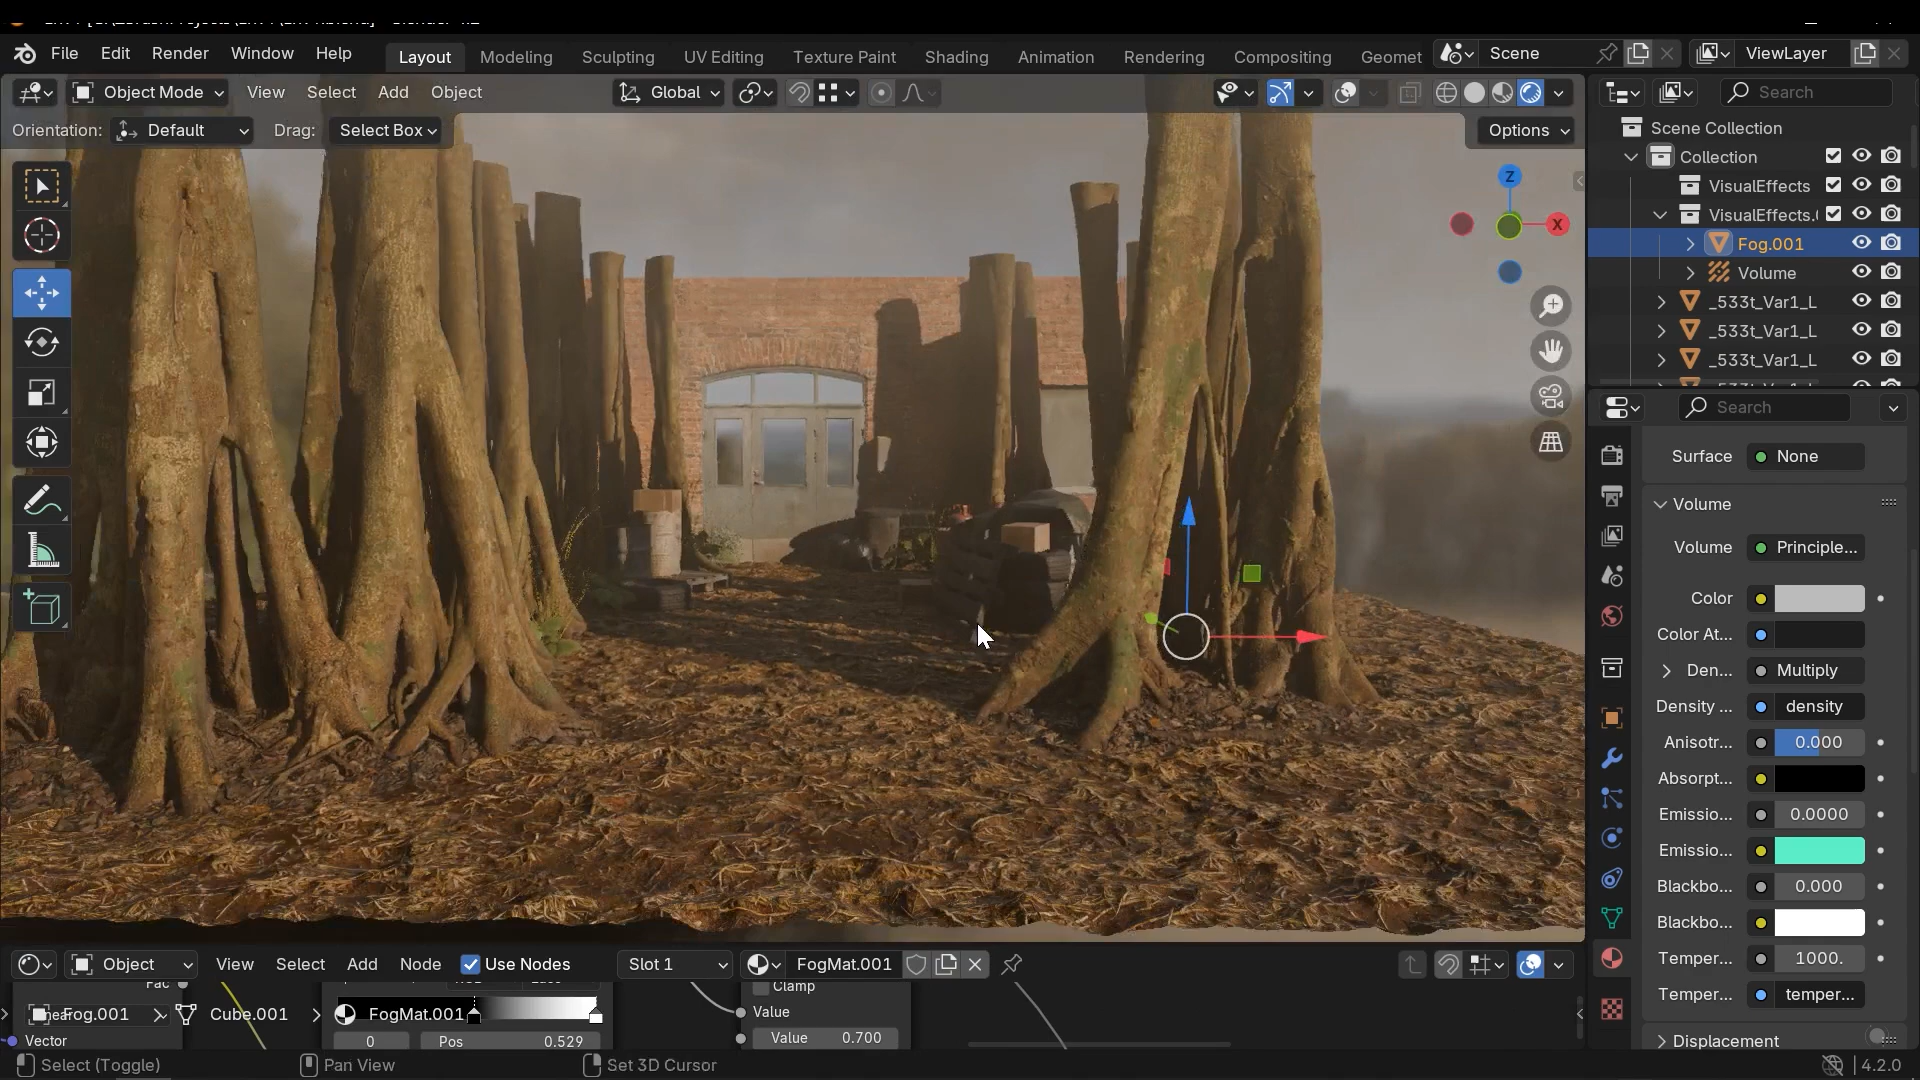 File Edit Render Window Help Layout Modeling Sculpting UV Editing Texture Paint Shading Animation Rendering Compositing Geomet Scene ViewLayer
Object Mode View Select Add Object Global Search
Orientation: Default Drag: Select Box Options
Scene Collection
Collection
VisualEffects
VisualEffects.
Z
X
Fog.001
Volume
_533t_Var1_L
_533t_Var1_L
_533t_Var1_L
Search
Surface None
Volume
Volume Principle...
Color
Color At...
Den... Multiply
Density ... density
Anisotr... 0.000
Absorpt...
Emissio... 0.0000
Emissio...
Blackbo... 0.000
Blackbo...
Temper... 1000.
Temper... temper...
Displacement
Object View Select Add Node Use Nodes Slot 1 FogMat.001
Fac
Clamp
Fog.001 Cube.001 FogMat.001
Value
Vector
0 Pos 0.529
Value 0.700
Select (Toggle) Pan View Set 3D Cursor 4.2.0